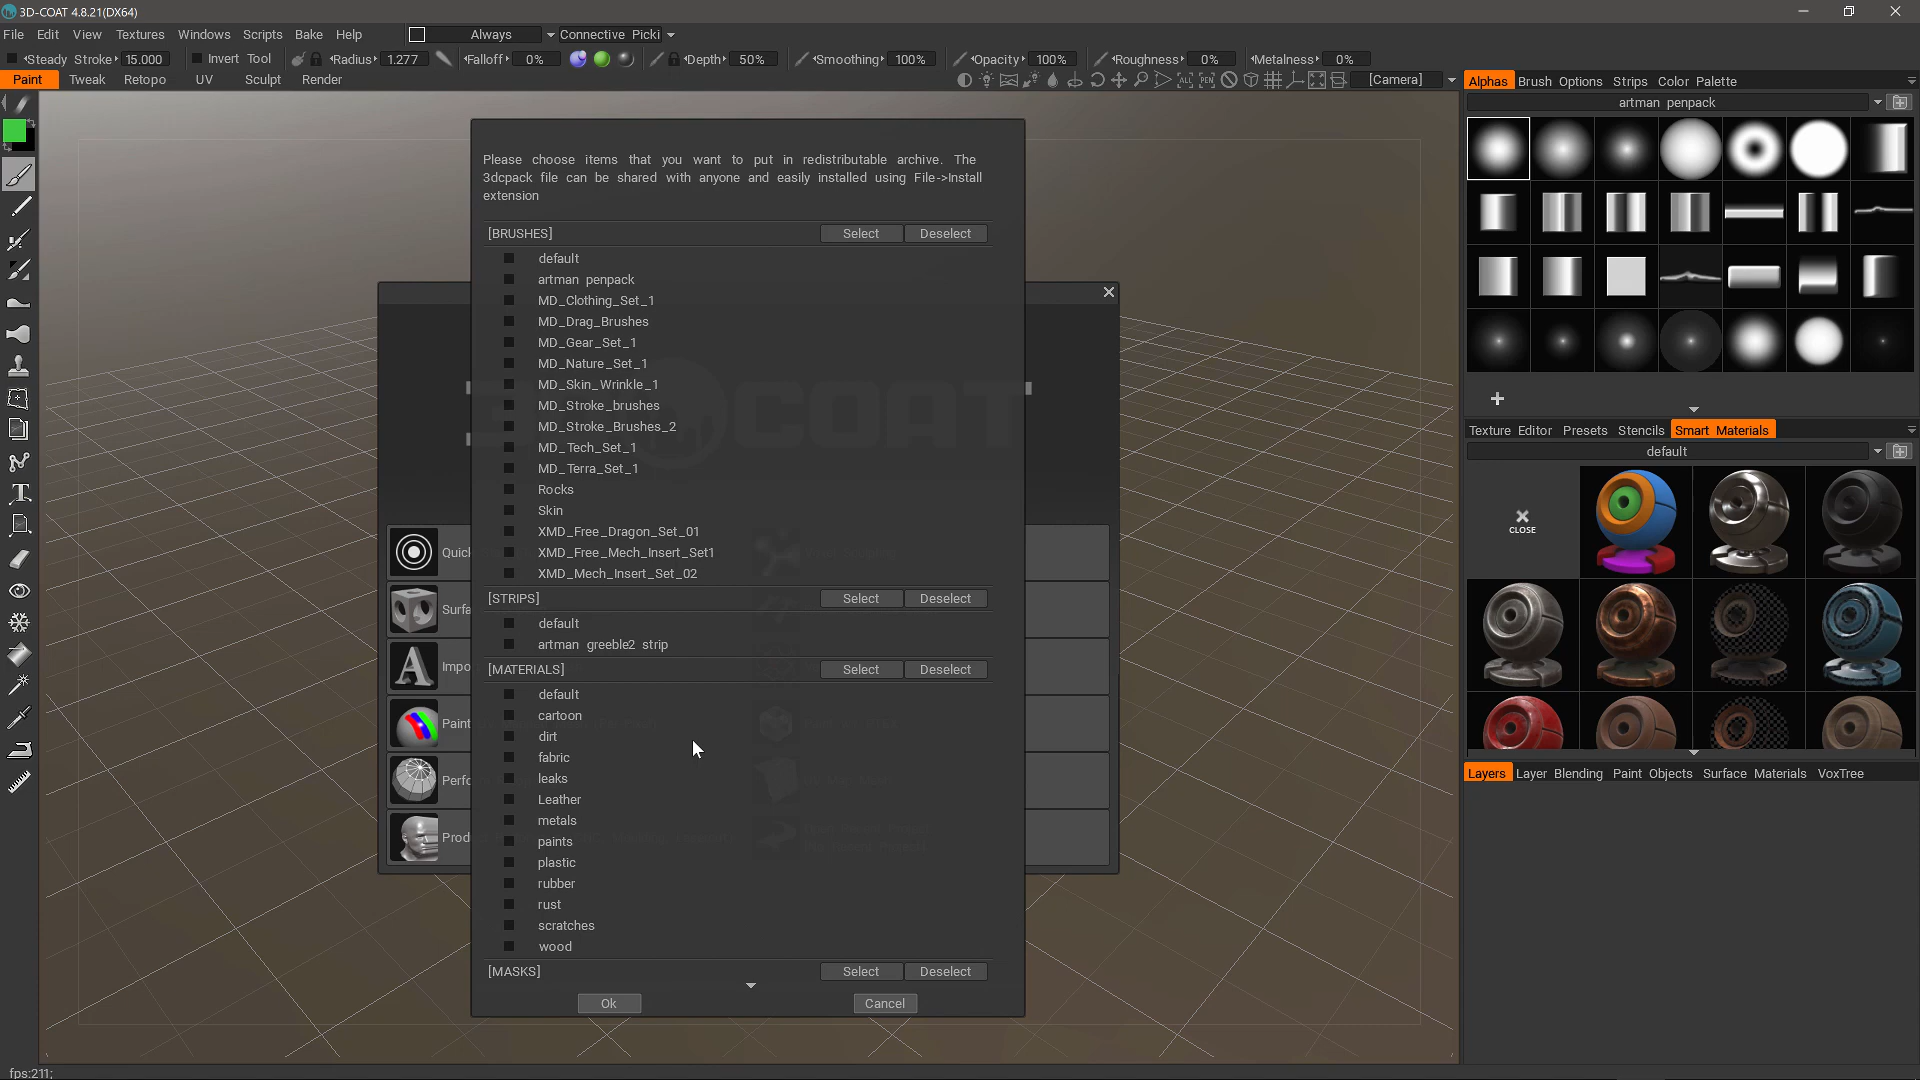 3D-COAT 4.8.21(DX64)
File Edit View Textures Windows Scripts Bake Help Always Connective Picki
Steady Stroke 15.000 Invert Tool Radius 1.277 Falloff 0% Depth 50% Smoothing 100% Opacity 100% Roughness 0% Metalness 0%
Paint Tweak Retopo UV Sculpt Render [Camera]
Alphas Brush Options Strips Color Palette
artman penpack
Please choose items that you want to put in redistributable archive. The
3dcpack file can be shared with anyone and easily installed using File->Install
extension
[BRUSHES] Select Deselect
default
artman penpack
MD_Clothing_Set_1
MD_Drag_Brushes
MD_Gear_Set_1
MD_Nature_Set_1
MD_Skin_Wrinkle_1
MD_Stroke_brushes
MD_Stroke_Brushes_2
MD_Tech_Set_1
MD_Terra_Set_1
Rocks
Skin
XMD_Free_Dragon_Set_01
XMD_Free_Mech_Insert_Set1
XMD_Mech_Insert_Set_02
[STRIPS] Select Deselect
default
artman greeble2 strip
[MATERIALS] Select Deselect
default
cartoon
dirt
fabric
leaks
Leather
metals
paints
plastic
rubber
rust
scratches
wood
[MASKS] Select Deselect
Ok Cancel
COAT
Quick
Surfa
Impo
Paint
Perfo
Prod
Texture Editor Presets Stencils Smart Materials
default
CLOSE
Layers Layer Blending Paint Objects Surface Materials VoxTree
fps:211;